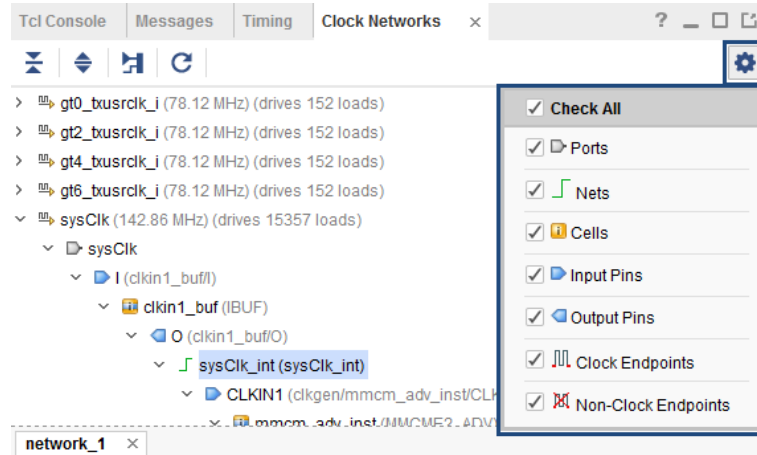 Tcl Console Messages Timing Clock Networks × ?
gt0_txusrclk_i (78.12 MHz) (drives 152 loads)
gt2_txusrclk_i (78.12 MHz) (drives 152 loads)
gt4_txusrclk_i (78.12 MHz) (drives 152 loads)
gt6_txusrclk_i (78.12 MHz) (drives 152 loads)
sysClk (142.86 MHz) (drives 15357 loads)
sysClk
I (clkin1_buf/I)
clkin1_buf (IBUF)
O (clkin1_buf/O)
sysClk_int (sysClk_int)
CLKIN1 (clkgen/mmcm_adv_inst/CL
mmcm_adv_inst (MMCME2_ADV)
Check All
Ports
Nets
Cells
Input Pins
Output Pins
Clock Endpoints
Non-Clock Endpoints
network_1 ×